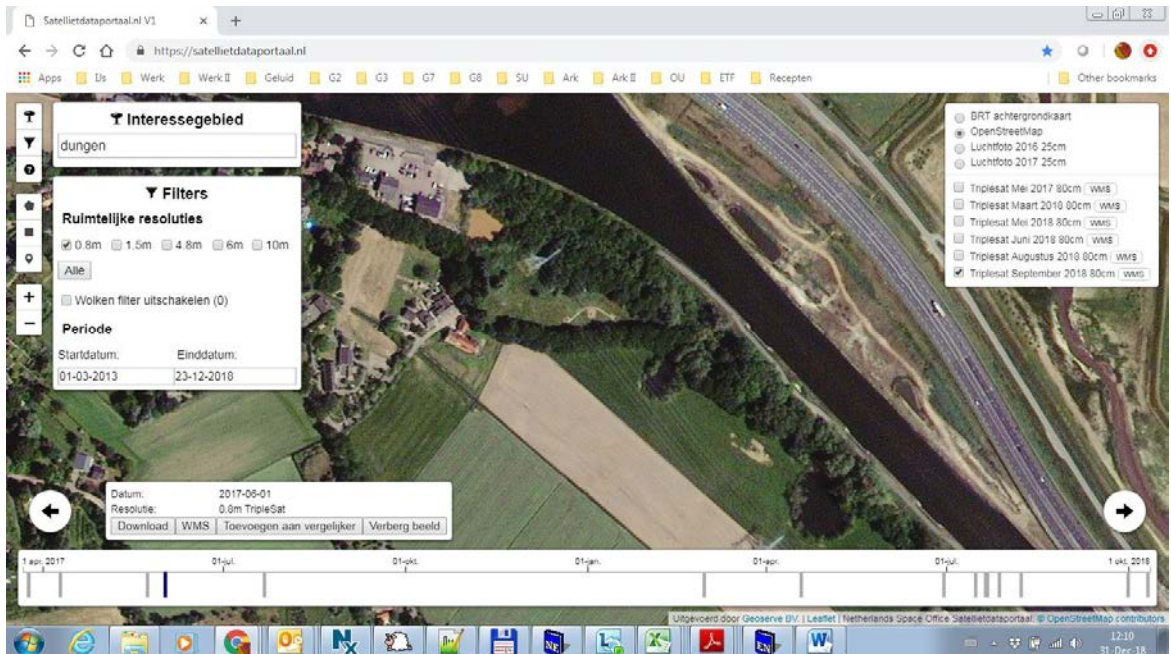 Satellietdataportaal.nl V1
https://satellietdataportaal.nl
Apps IJs Werk Werk II Geluid G2 G3 G7 G8 SU Ark Ark II OU ETF Recepten Other bookmarks
Interessegebied
dungen
Filters
Ruimtelijke resoluties
0.8m 1.5m 4.8m 6m 10m
Alle
Wolken filter uitschakelen (0)
Periode
Startdatum: Einddatum:
01-03-2013 23-12-2018
BRT achtergrondkaart
OpenStreetMap
Luchtfoto 2016 25cm
Luchtfoto 2017 25cm
Triplesat Mei 2017 80cm WMS
Triplesat Maart 2018 80cm WMS
Triplesat Mei 2018 80cm WMS
Triplesat Juni 2018 80cm WMS
Triplesat Augustus 2018 80cm WMS
Triplesat September 2018 80cm WMS
Datum: 2017-06-01
Resolutie: 0.8m TripleSat
Download WMS Toevoegen aan vergelijker Verberg beeld
1 apr. 2017 01-jul. 01-okt. 01-jan. 01-apr. 01-jul. 1 okt. 2018
Uitgevoerd door Geoserve BV. | Leaflet | Netherlands Space Office Satellietdataportaal, © OpenStreetMap contributors
12:10
31-Dec-18